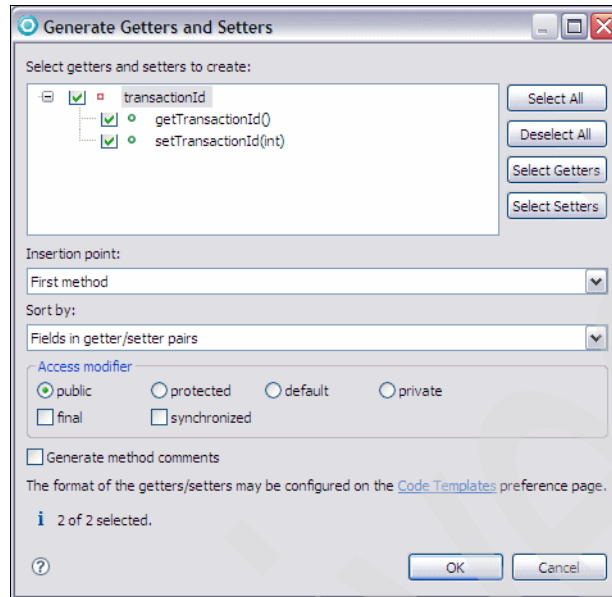 Generate Getters and Setters
Select getters and setters to create:
transactionId
getTransactionId()
setTransactionId(int)
Select All
Deselect All
Select Getters
Select Setters
Insertion point:
First method
Sort by:
Fields in getter/setter pairs
Access modifier
public protected default private
final synchronized
Generate method comments
The format of the getters/setters may be configured on the Code Templates preference page.
i 2 of 2 selected.
? OK Cancel